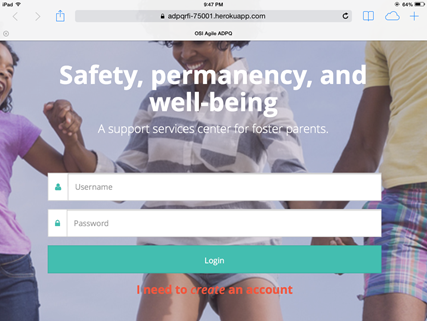 iPad
9:47 PM
64%
adpqrfi-75001.herokuapp.com
OSI Agile ADPQ
Safety, permanency, and
well-being
A support services center for foster parents.
Username
Password
Login
I need to create an account